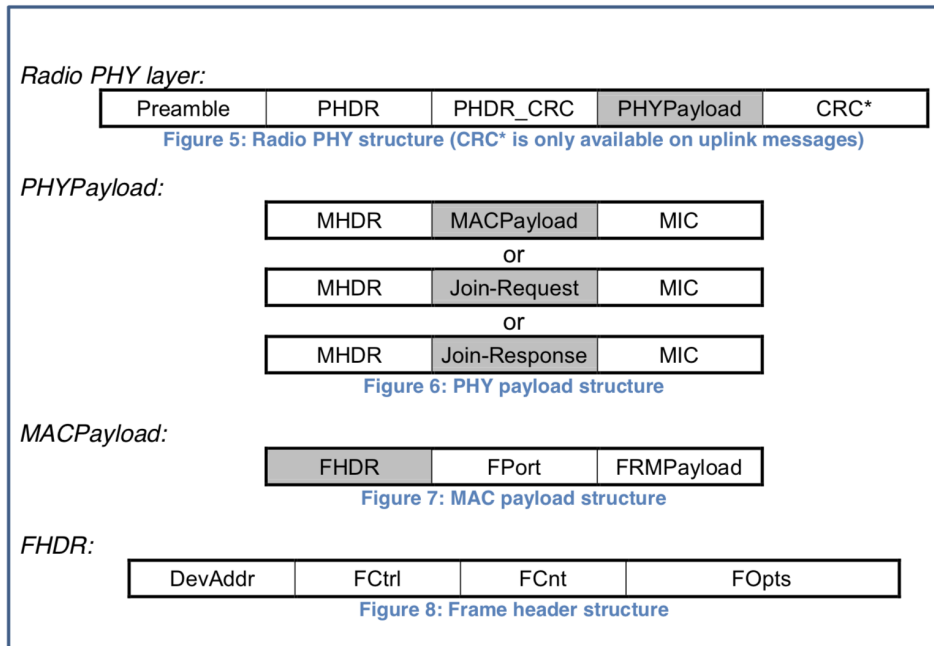 Radio PHY layer:
Preamble PHDR PHDR_CRC PHYPayload CRC*
Figure 5: Radio PHY structure (CRC* is only available on uplink messages)
PHYPayload:
MHDR MACPayload MIC
or
MHDR Join-Request MIC
or
MHDR Join-Response MIC
Figure 6: PHY payload structure
MACPayload:
FHDR FPort FRMPayload
Figure 7: MAC payload structure
FHDR:
DevAddr FCtrl FCnt FOpts
Figure 8: Frame header structure